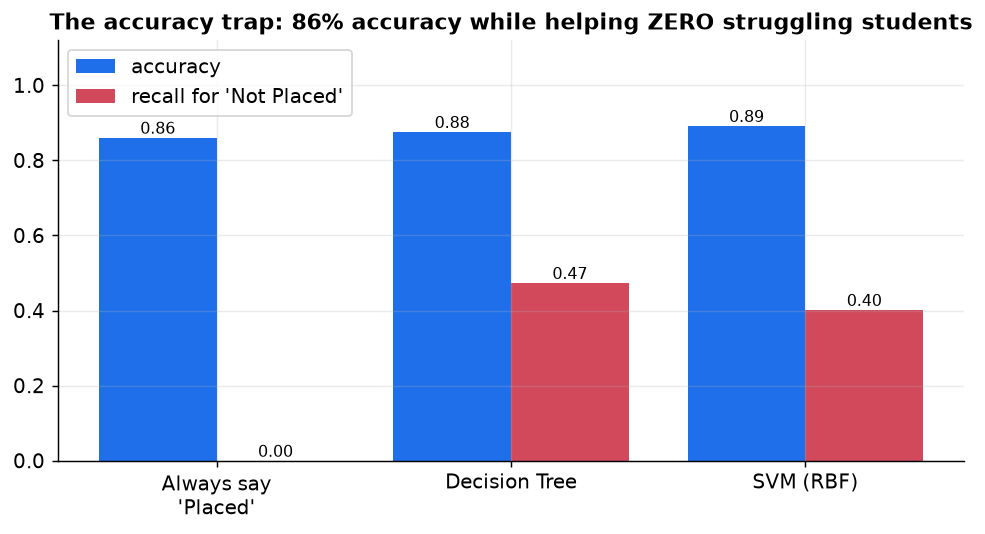 The accuracy trap: 86% accuracy while helping ZERO struggling students
accuracy
recall for 'Not Placed'
1.0
0.8
0.6
0.4
0.2
0.0
0.86
0.00
0.88
0.47
0.89
0.40
Always say
'Placed'
Decision Tree
SVM (RBF)